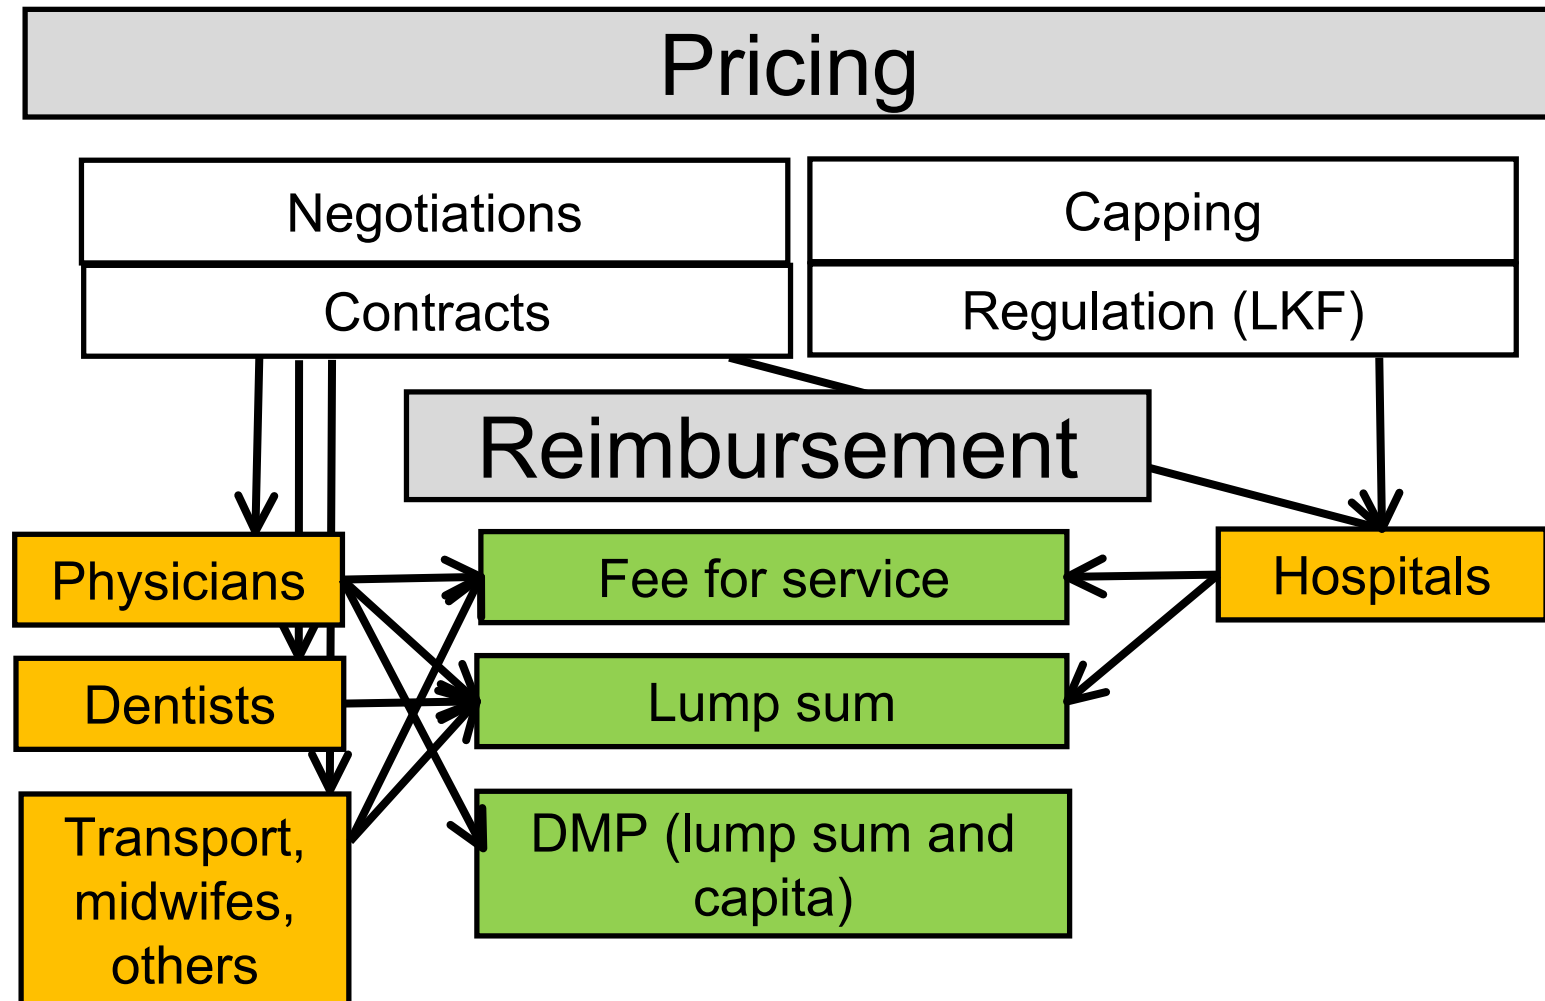 Pricing
Negotiations
Capping
Contracts
Regulation (LKF)
Reimbursement
Physicians
Fee for service
Hospitals
Dentists
Lump sum
Transport,
midwifes,
others
DMP (lump sum and
capita)